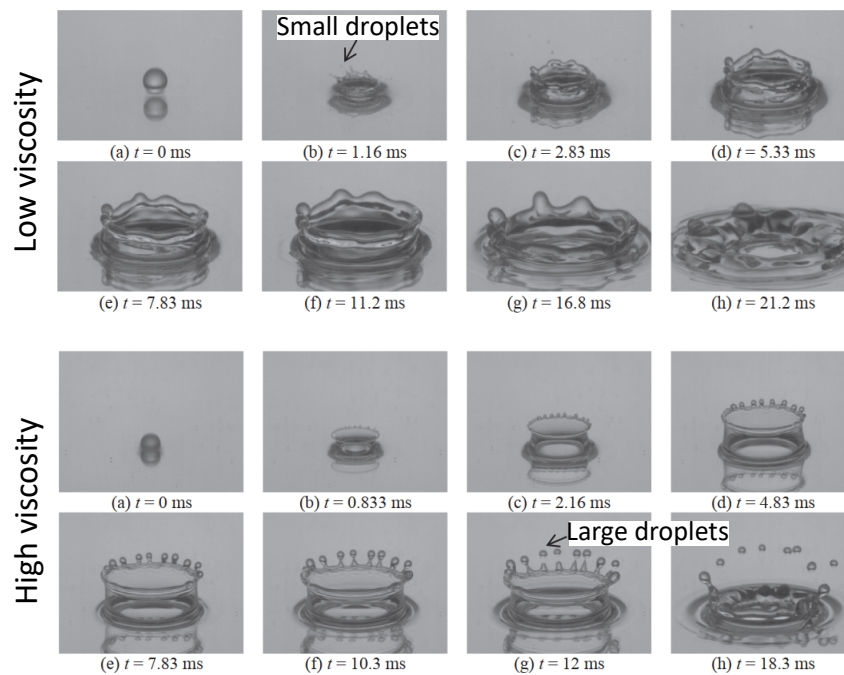 Low viscosity
Small droplets
(a) t = 0 ms
(b) t = 1.16 ms
(c) t = 2.83 ms
(d) t = 5.33 ms
(e) t = 7.83 ms
(f) t = 11.2 ms
(g) t = 16.8 ms
(h) t = 21.2 ms
High viscosity
(a) t = 0 ms
(b) t = 0.833 ms
(c) t = 2.16 ms
(d) t = 4.83 ms
Large droplets
(e) t = 7.83 ms
(f) t = 10.3 ms
(g) t = 12 ms
(h) t = 18.3 ms